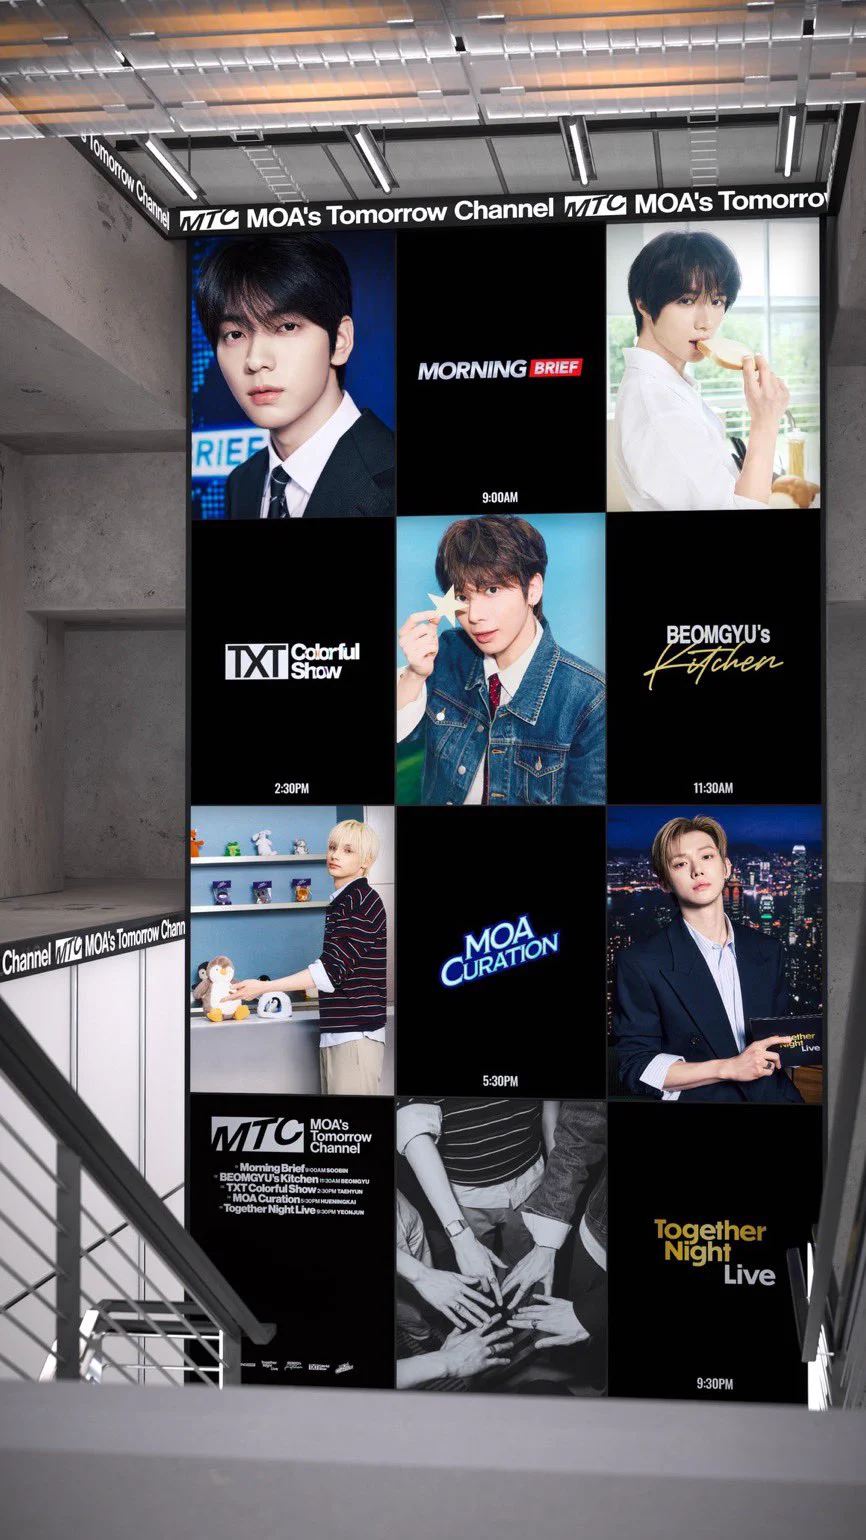 s Tomorrow Channel
MTC MOA's Tomorrow Channel MTC MOA's Tomorrow
RIEF
MORNING BRIEF
9:00AM
TXT Colorful
Show
2:30PM
BEOMGYU's
Kitchen
11:30AM
Channel MTC MOA's Tomorrow Chann
MOA
CURATION
5:30PM
Together
Night
Live
MTC MOA's
Tomorrow
Channel
Morning Brief 9:00AM SOOBIN
BEOMGYU's Kitchen 11:30AM BEOMGYU
TXT Colorful Show 2:30PM TAEHYUN
MOA Curation 5:30PM HUENINGKAI
Together Night Live 9:30PM YEONJUN
Together
Night
Live
9:30PM